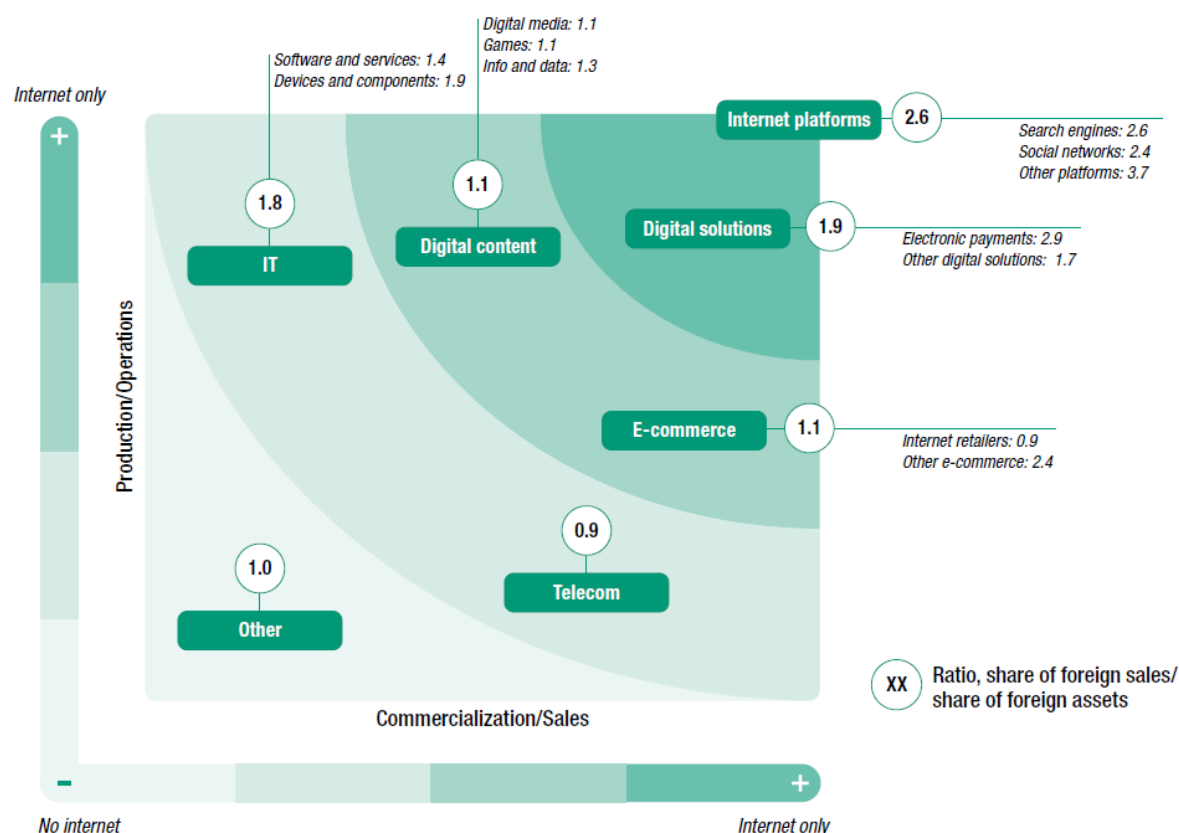 Digital media: 1.1
Games: 1.1
Info and data: 1.3
Software and services: 1.4
Devices and components: 1.9
Internet only
+
Internet platforms
2.6
Search engines: 2.6
Social networks: 2.4
Other platforms: 3.7
1.8
IT
1.1
Digital content
Digital solutions
1.9
Electronic payments: 2.9
Other digital solutions: 1.7
Production/Operations
E-commerce
1.1
Internet retailers: 0.9
Other e-commerce: 2.4
0.9
Telecom
1.0
Other
XX
Ratio, share of foreign sales/
share of foreign assets
Commercialization/Sales
-
+
No internet
Internet only